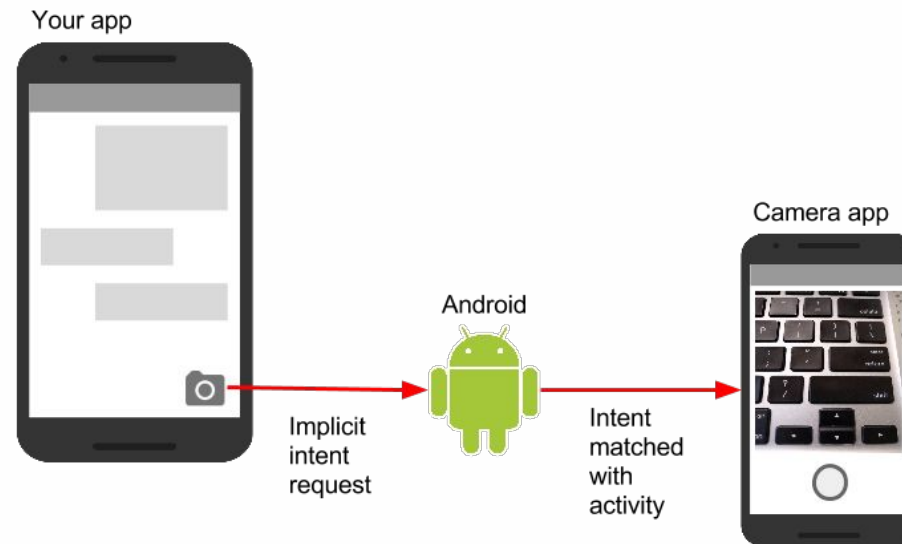 Your app
Camera app
Android
Implicit
intent
request
Intent
matched
with
activity